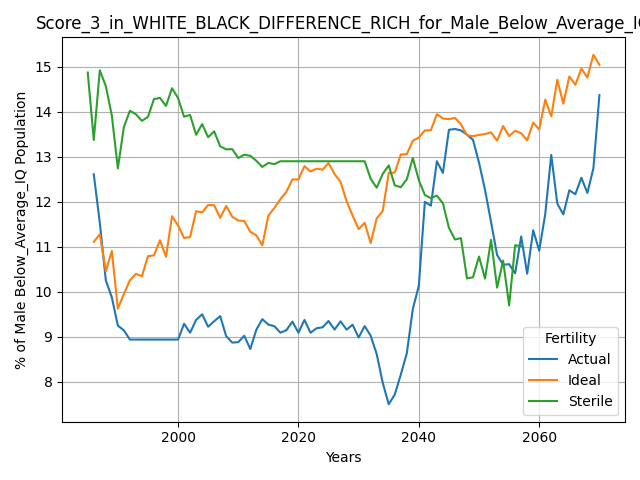 Score_3_in_WHITE_BLACK_DIFFERENCE_RICH_for_Male_Below_Average_IQ
% of Male Below_Average_IQ Population
15
14
13
12
11
10
9
8
2000
2020
2040
2060
Years
Fertility
Actual
Ideal
Sterile